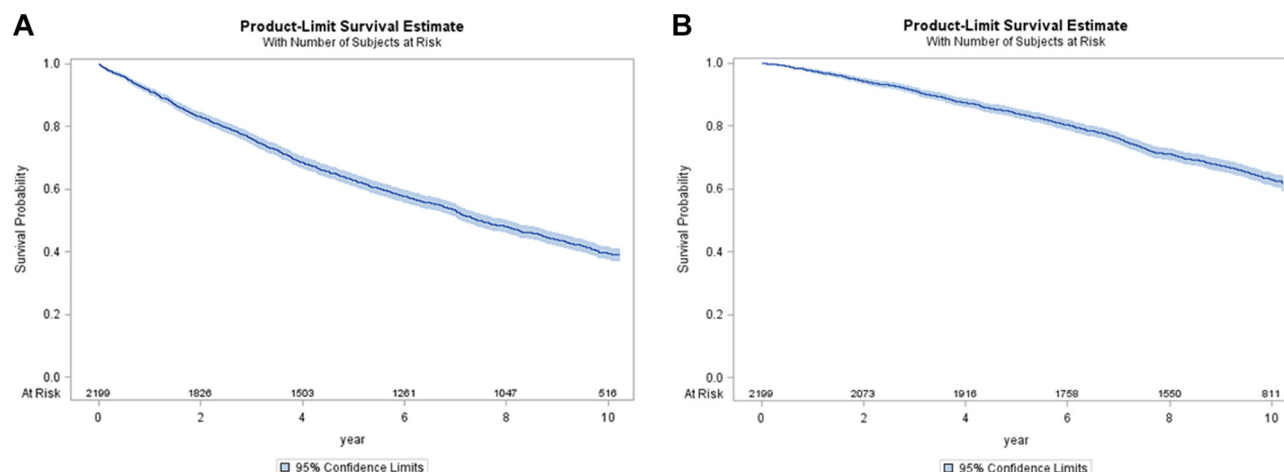 A
Product-Limit Survival Estimate
With Number of Subjects at Risk
Survival Probability
1.0
0.8
0.6
0.4
0.2
0.0
At Risk
2199 1826 1503 1261 1047 516
0 2 4 6 8 10
year
95% Confidence Limits
B
Product-Limit Survival Estimate
With Number of Subjects at Risk
Survival Probability
1.0
0.8
0.6
0.4
0.2
0.0
At Risk
2199 2073 1916 1758 1550 811
0 2 4 6 8 10
year
95% Confidence Limits